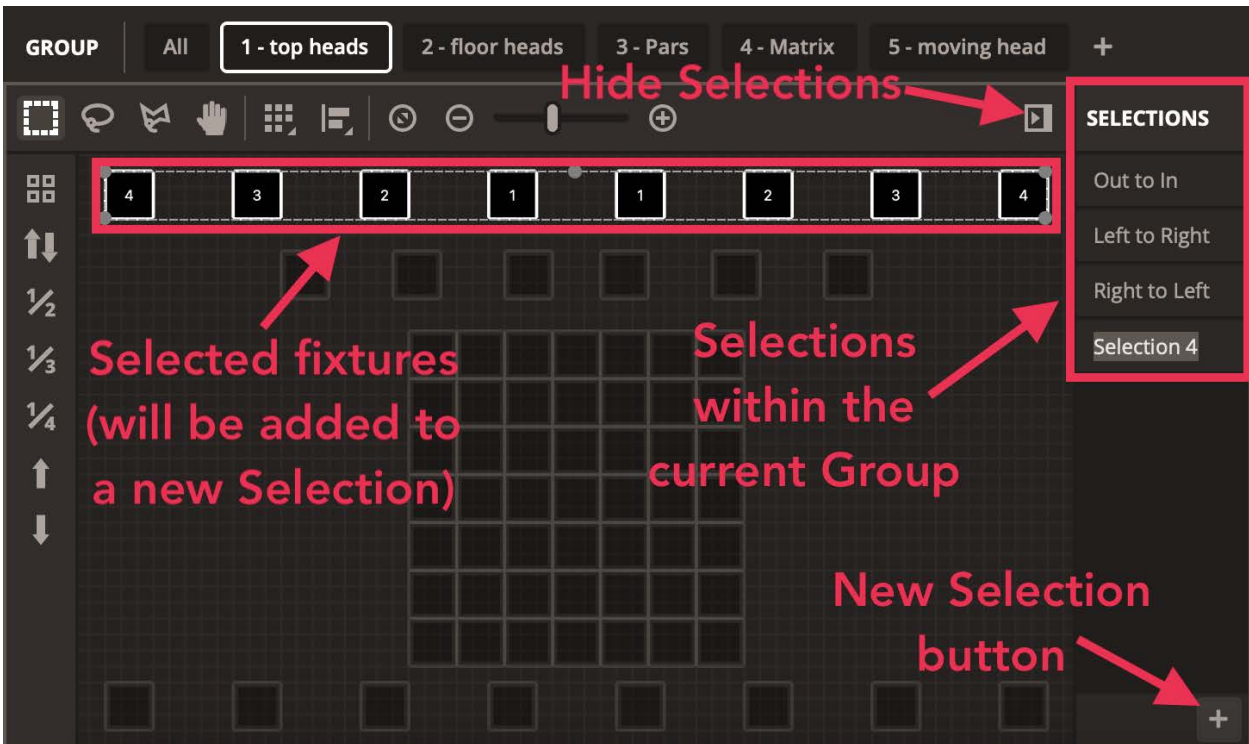 GROUP All 1 - top heads 2 - floor heads 3 - Pars 4 - Matrix 5 - moving head +
Hide Selections
SELECTIONS
4 3 2 1 1 2 3 4
Out to In
Left to Right
Right to Left
Selection 4
1/2
1/3
1/4
Selected fixtures
(will be added to
a new Selection)
Selections
within the
current Group
New Selection
button
+